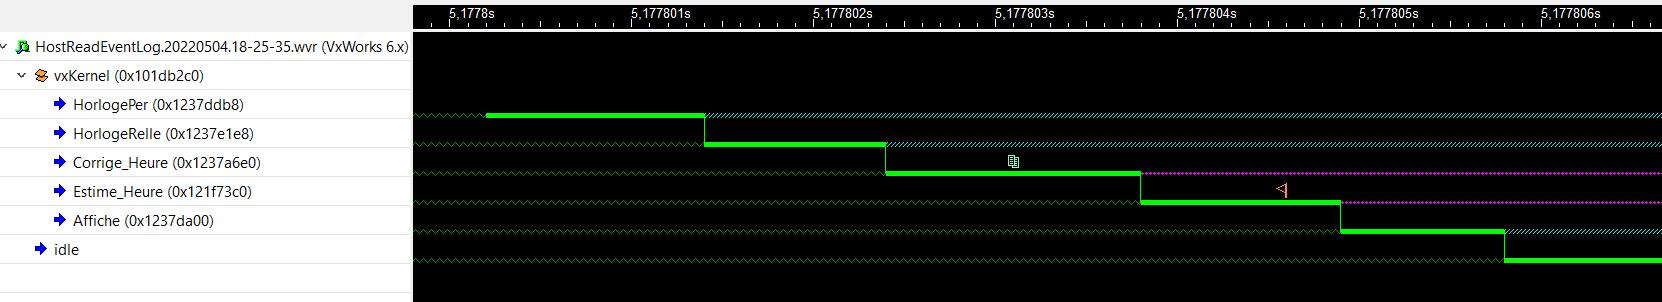 5,1778s 5,177801s 5,177802s 5,177803s 5,177804s 5,177805s 5,177806s
HostReadEventLog.20220504.18-25-35.wvr (VxWorks 6.x)
vxKernel (0x101db2c0)
HorlogePer (0x1237ddb8)
HorlogeRelle (0x1237e1e8)
Corrige_Heure (0x1237a6e0)
Estime_Heure (0x121f73c0)
Affiche (0x1237da00)
idle